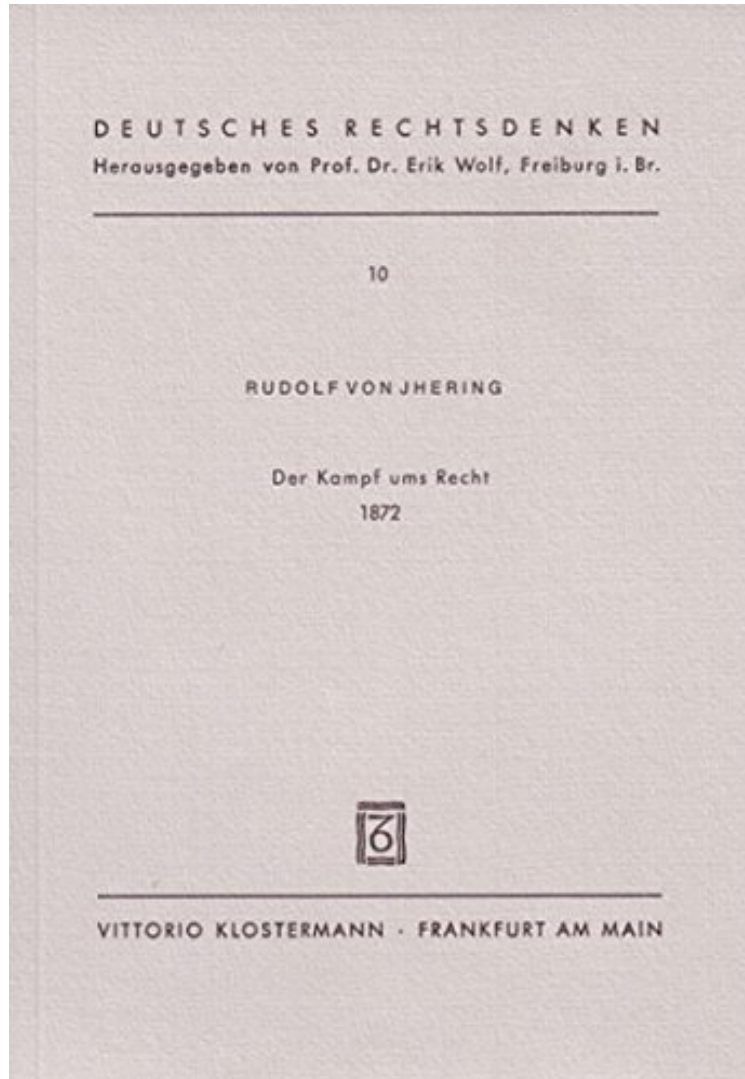 DEUTSCHES RECHTSDENKEN
Herausgegeben von Prof. Dr. Erik Wolf, Freiburg i. Br.
10
RUDOLF VON JHERING
Der Kampf ums Recht
1872
VITTORIO KLOSTERMANN · FRANKFURT AM MAIN